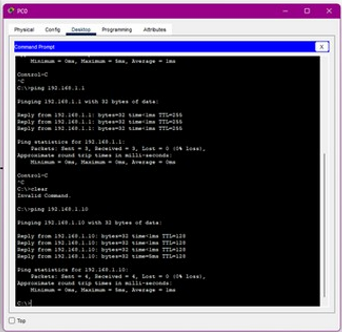 PC0
Physical Config Desktop Programming Attributes
Command Prompt X
Minimum = 0ms, Maximum = 5ms, Average = 1ms
Control-C
^C
C:\>ping 192.168.1.1
Pinging 192.168.1.1 with 32 bytes of data:
Reply from 192.168.1.1: bytes=32 time<1ms TTL=255
Reply from 192.168.1.1: bytes=32 time<1ms TTL=255
Reply from 192.168.1.1: bytes=32 time<1ms TTL=255
Ping statistics for 192.168.1.1:
Packets: Sent = 3, Received = 3, Lost = 0 (0% loss),
Approximate round trip times in milli-seconds:
Minimum = 0ms, Maximum = 0ms, Average = 0ms
Control-C
^C
C:\>clear
Invalid Command.
C:\>ping 192.168.1.10
Pinging 192.168.1.10 with 32 bytes of data:
Reply from 192.168.1.10: bytes=32 time<1ms TTL=128
Reply from 192.168.1.10: bytes=32 time<1ms TTL=128
Reply from 192.168.1.10: bytes=32 time<1ms TTL=128
Reply from 192.168.1.10: bytes=32 time=5ms TTL=128
Ping statistics for 192.168.1.10:
Packets: Sent = 4, Received = 4, Lost = 0 (0% loss),
Approximate round trip times in milli-seconds:
Minimum = 0ms, Maximum = 5ms, Average = 1ms
C:\>
Top